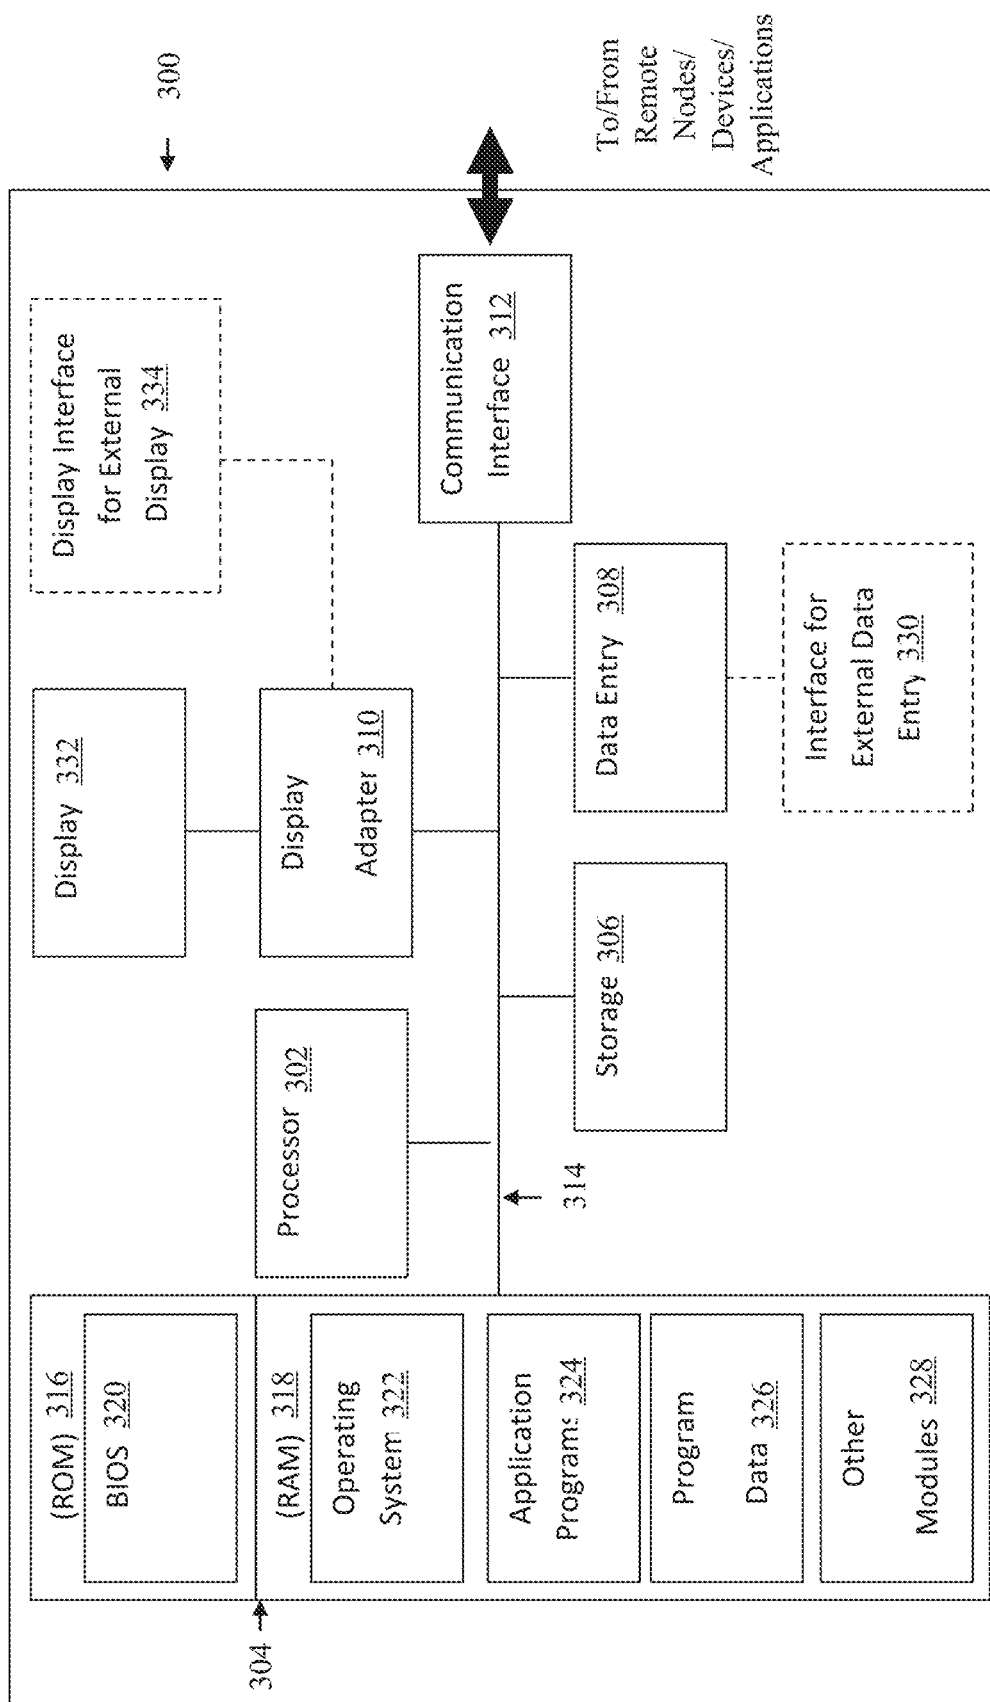 300
(ROM) 316
BIOS 320
304
(RAM) 318
Operating
System 322
Application
Programs 324
Program
Data 326
Other
Modules 328
Processor 302
314
Storage 306
Display 332
Display
Adapter 310
Display Interface
for External
Display 334
Data Entry 308
Interface for
External Data
Entry 330
Communication
Interface 312
To/From
Remote
Nodes/
Devices/
Applications